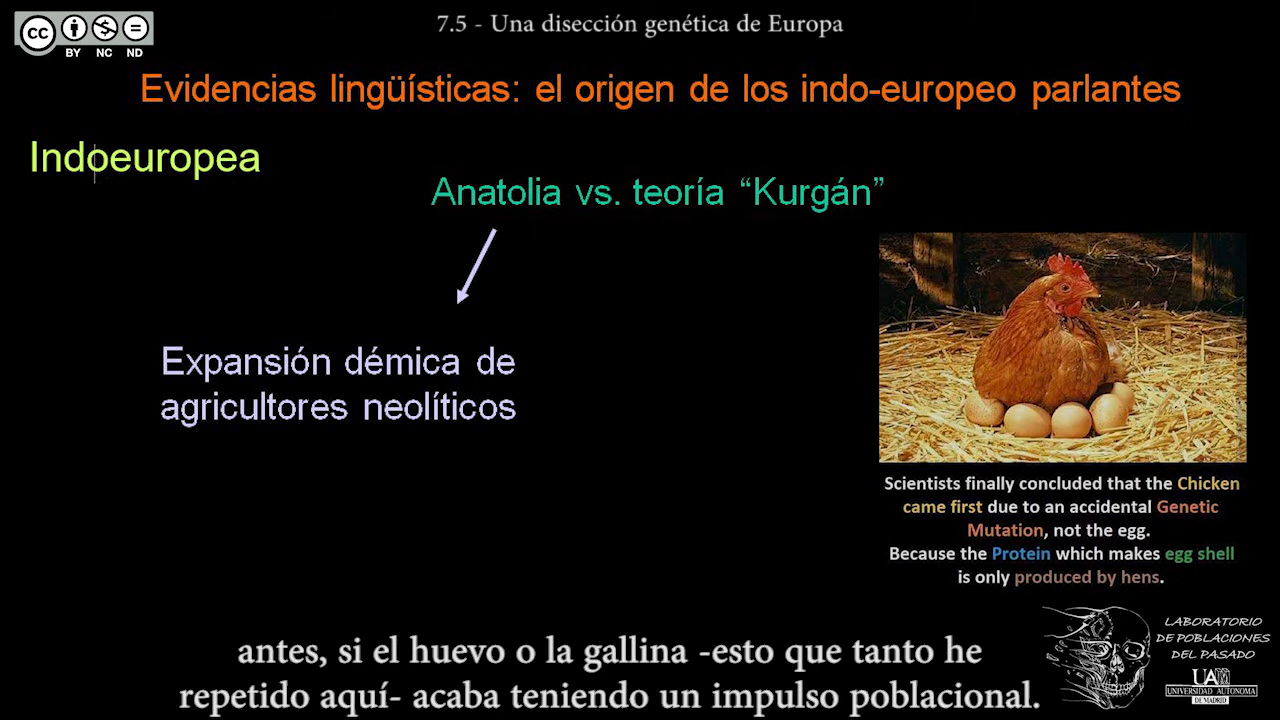 7.5 - Una disección genética de Europa
cc
BY NC ND
Evidencias lingüísticas: el origen de los indo-europeo parlantes
Indoeuropea
Anatolia vs. teoría “Kurgán”
Expansión démica de
agricultores neolíticos
Scientists finally concluded that the Chicken
came first due to an accidental Genetic
Mutation, not the egg.
Because the Protein which makes egg shell
is only produced by hens.
antes, si el huevo o la gallina -esto que tanto he
repetido aquí- acaba teniendo un impulso poblacional.
LABORATORIO
DE POBLACIONES
DEL PASADO
UAM
UNIVERSIDAD AUTONOMA
DE MADRID